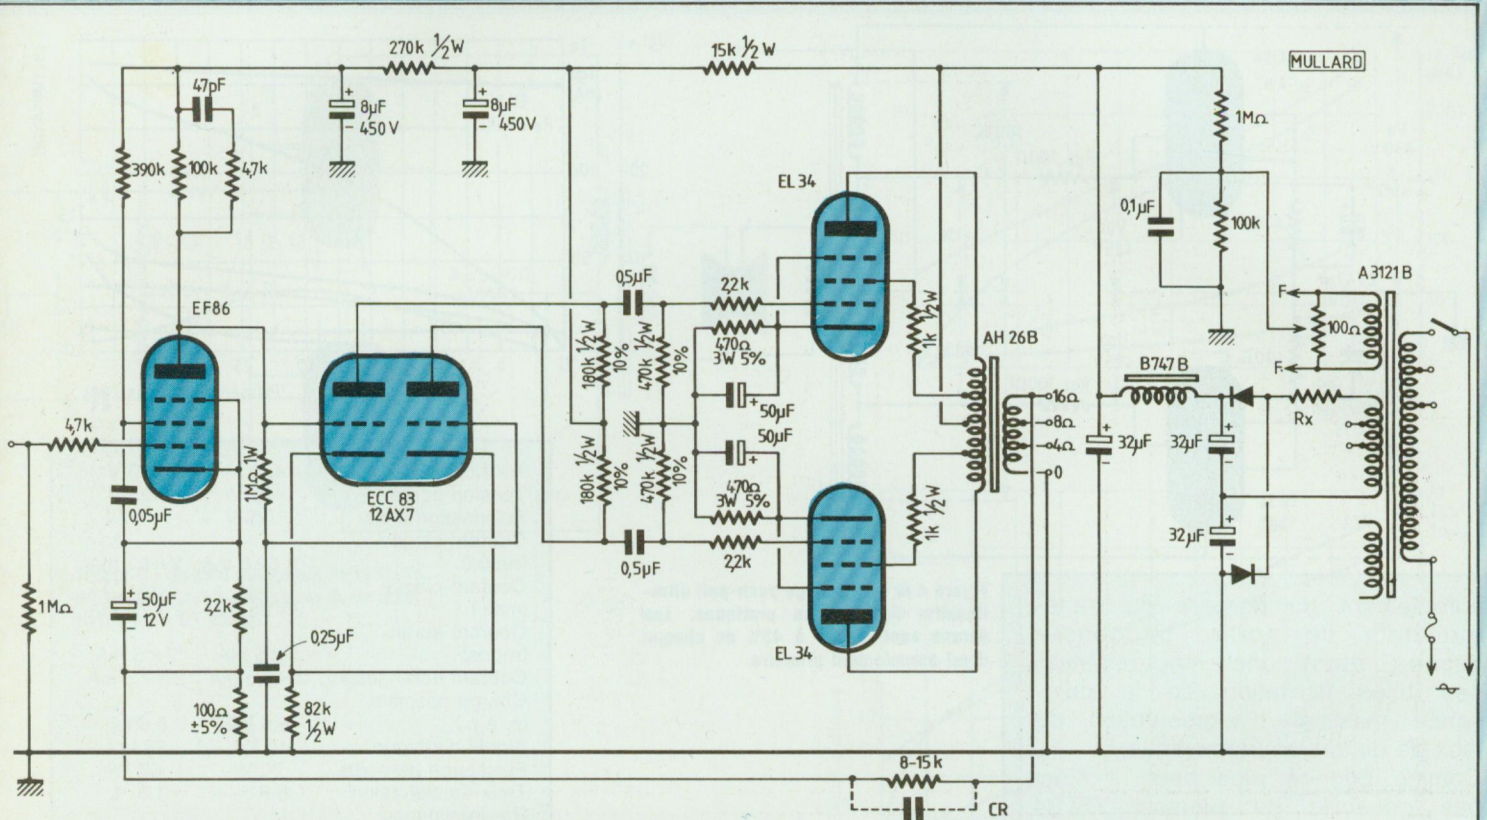 270k ½W
15k ½W
MULLARD
47pF
8µF
450V
8µF
450V
1MΩ
390k
100k
4,7k
EL 34
0,1µF
100k
A 3121 B
EF86
0,5µF
2,2k
F
100Ω
F
180k ½W
10%
470k ½W
10%
470Ω
3W 5%
1k ½W
AH 26B
B747 B
50µF
16Ω
8Ω
4Ω
0
Rx
4,7k
50µF
32µF
32µF
1MΩ 1W
ECC 83
12AX7
180k ½W
10%
470k ½W
10%
470Ω
3W 5%
1k ½W
0,05µF
32µF
0,5µF
2,2k
1MΩ
50µF
12V
2,2k
0,25µF
EL 34
100Ω
±5%
82k
½W
8-15k
CR